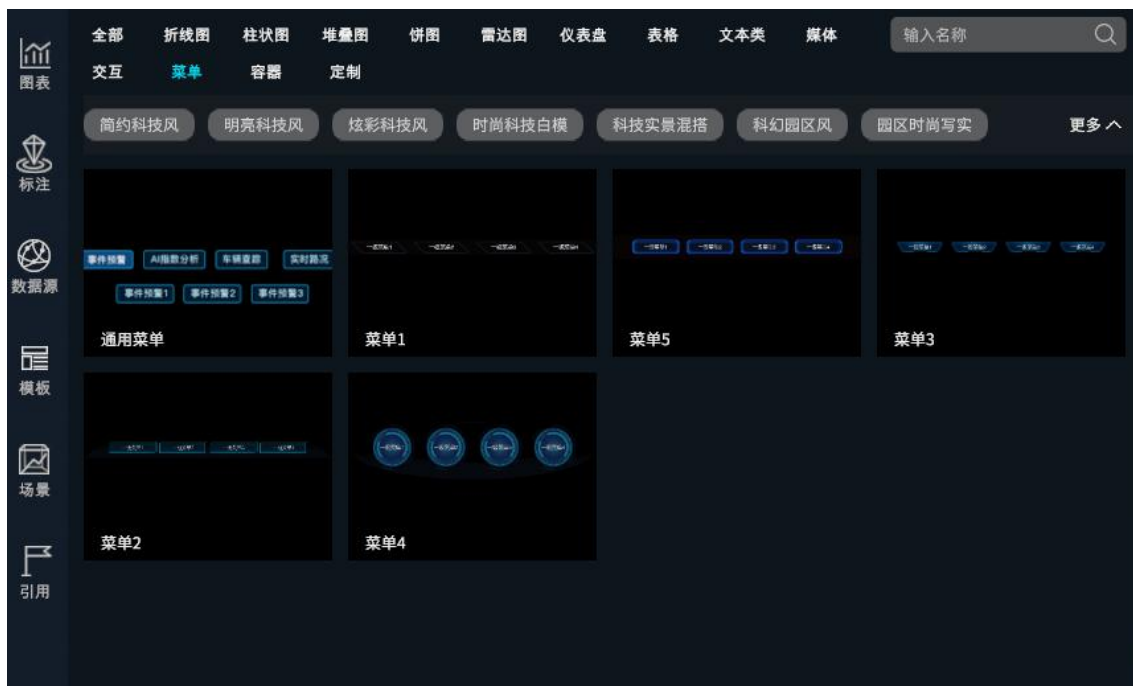 图表
标注
数据源
模板
场景
引用
全部 折线图 柱状图 堆叠图 饼图 雷达图 仪表盘 表格 文本类 媒体
输入名称
交互 菜单 容器 定制
简约科技风 明亮科技风 炫彩科技风 时尚科技白模 科技实景混搭 科幻园区风 园区时尚写实 更多
事件预警 AI指数分析 车辆查踪 实时路况
事件预警1 事件预警2 事件预警3
通用菜单 菜单1 菜单5 菜单3
菜单2 菜单4